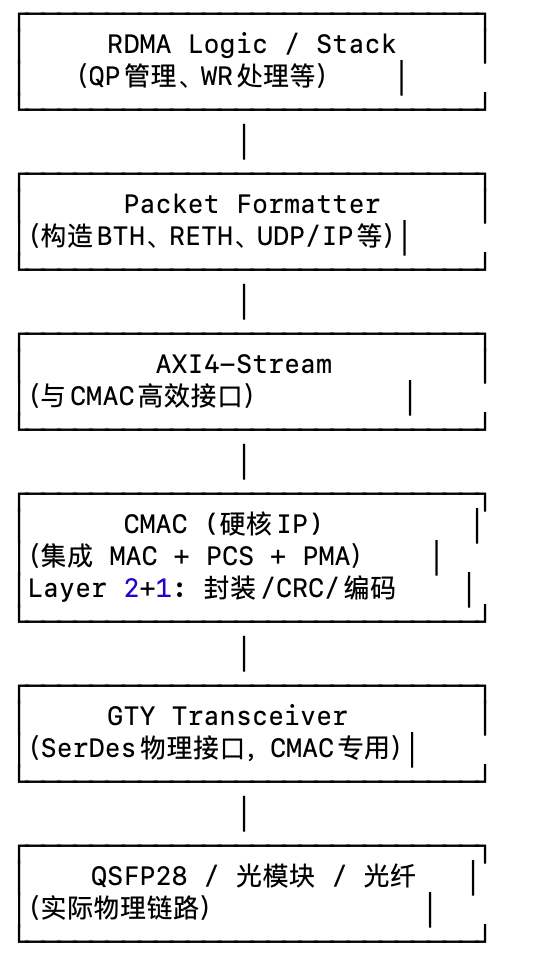 RDMA Logic / Stack
(QP管理、WR处理等)
Packet Formatter
(构造BTH、RETH、UDP/IP等)
AXI4-Stream
(与CMAC高效接口)
CMAC (硬核IP)
(集成 MAC + PCS + PMA)
Layer 2+1: 封装/CRC/编码
GTY Transceiver
(SerDes物理接口, CMAC专用)
QSFP28 / 光模块 / 光纤
(实际物理链路)